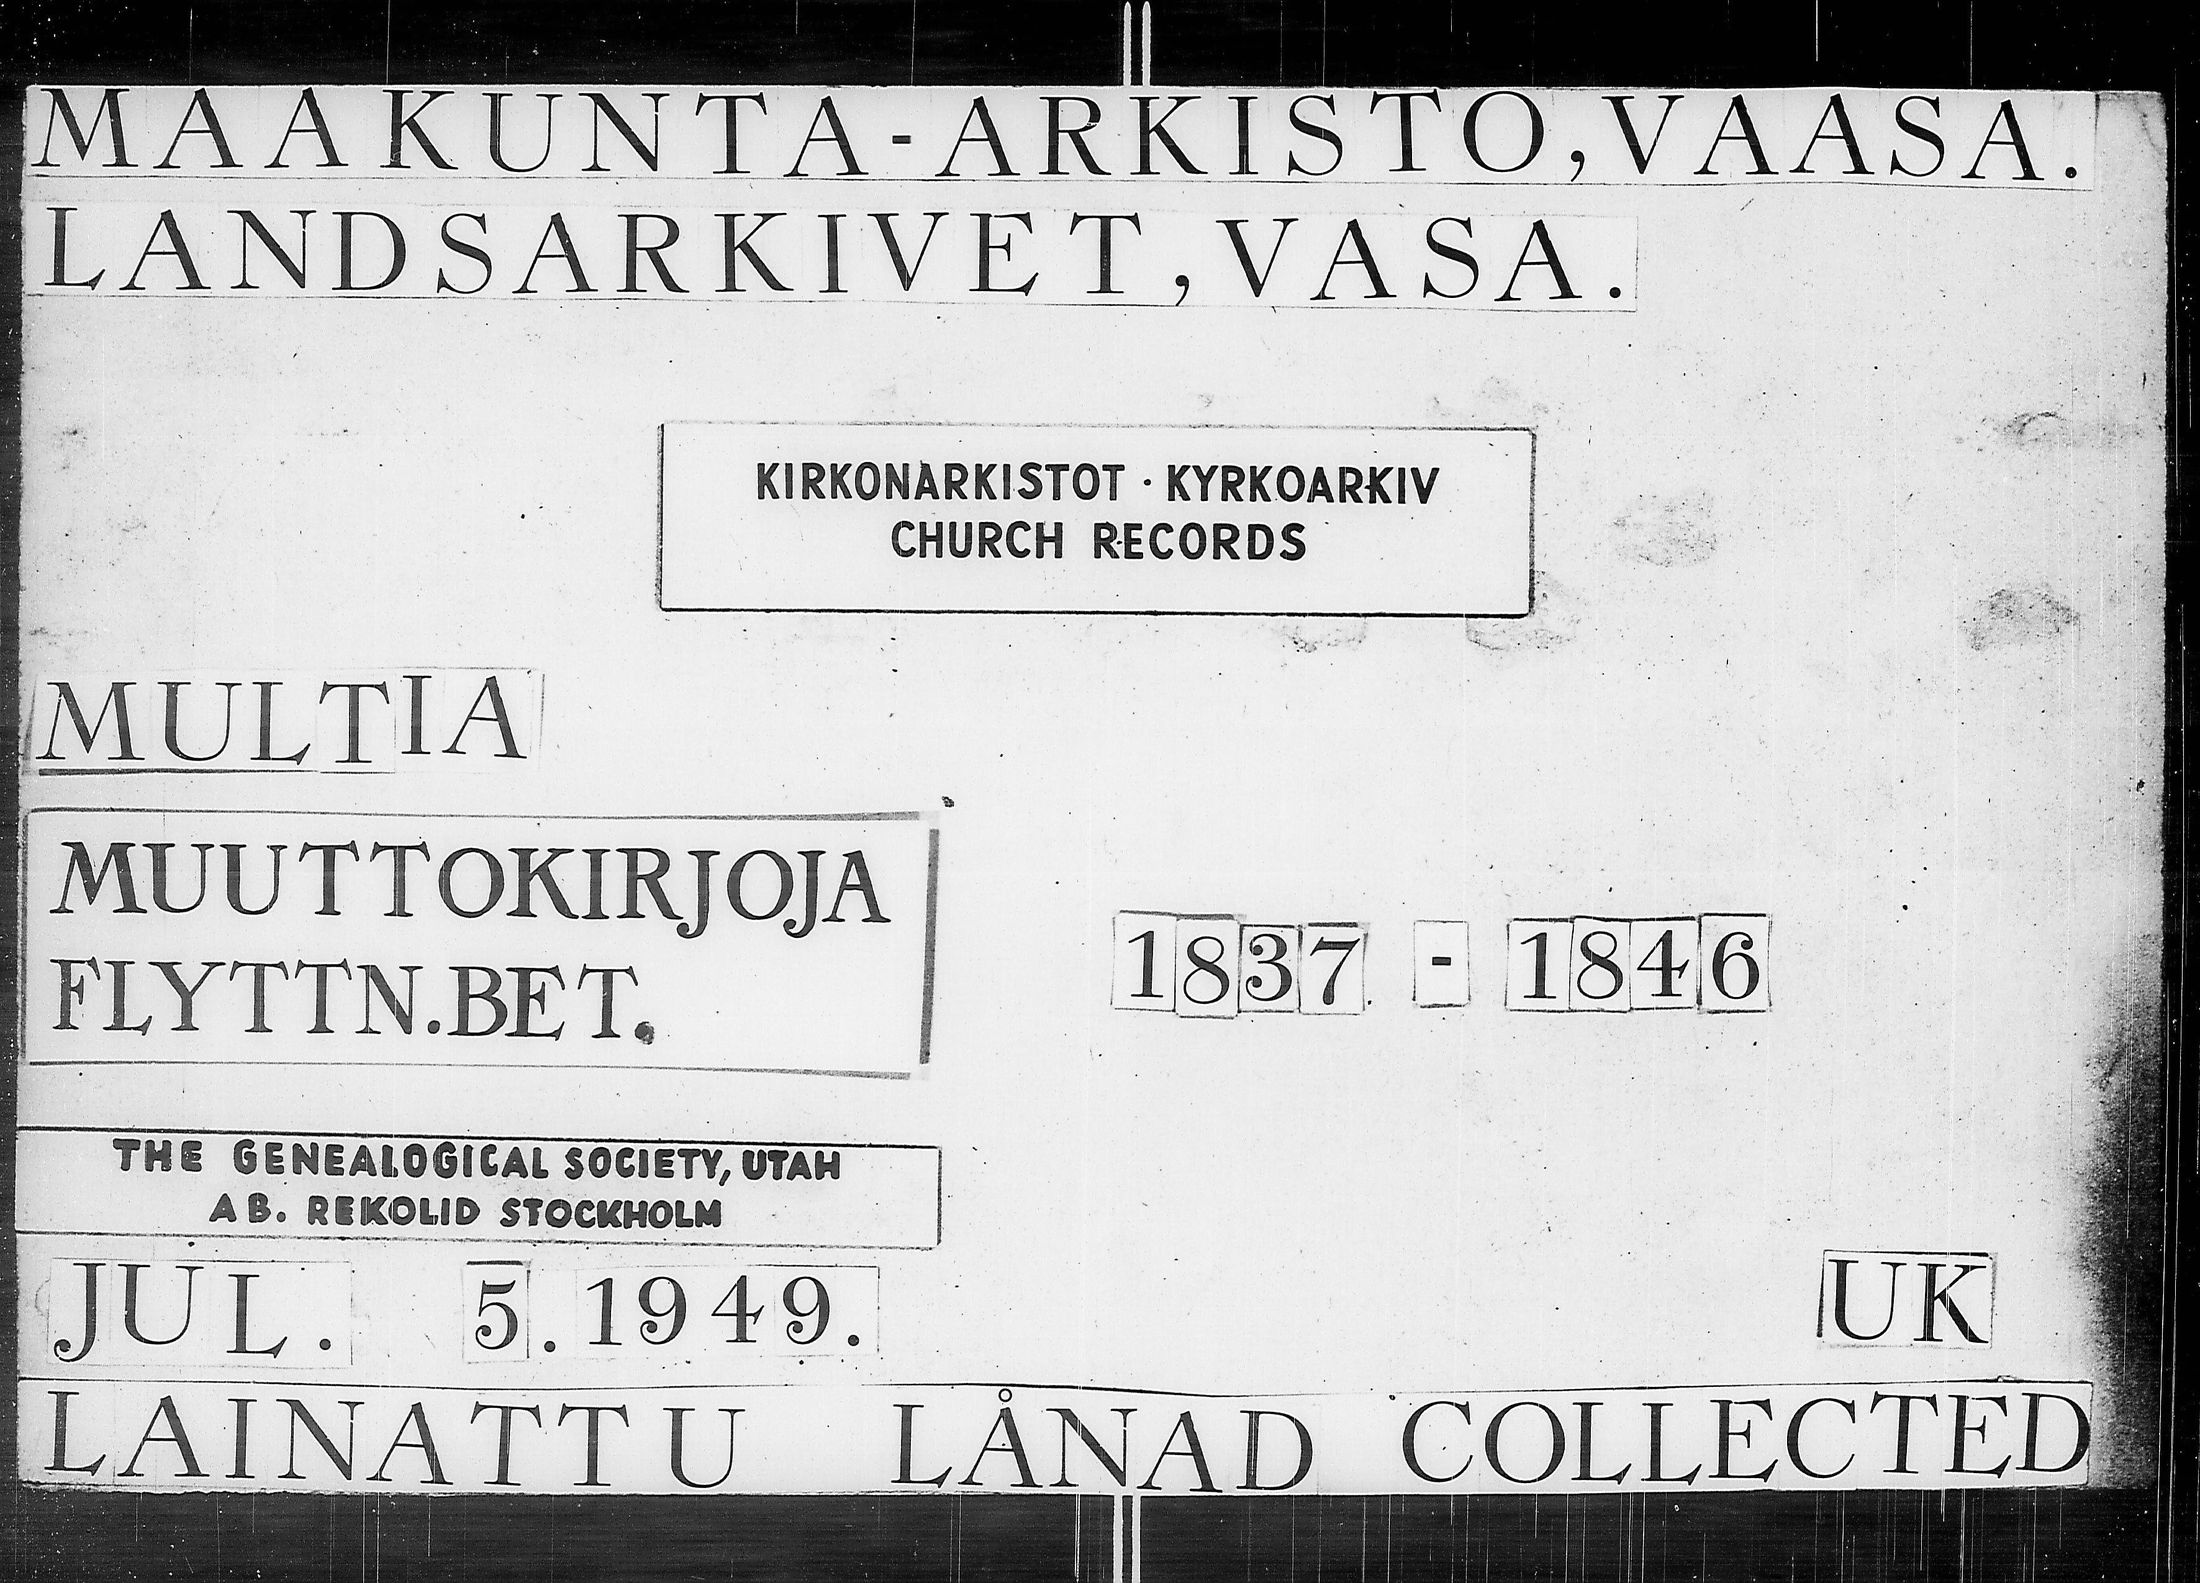 MAAKUNTA-ARKISTO, VAASA.
LANDSARKIVET, VASA.
KIRKONARKISTOT · KYRKOARKIV
CHURCH RECORDS
MULTIA
MUUTTOKIRJOJA
FLYTTN.BET.
1837 - 1846
THE GENEALOGICAL SOCIETY, UTAH
AB. REKOLID STOCKHOLM
JUL. 5. 1949.
UK
LAINATTU LÅNAD COLLECTED